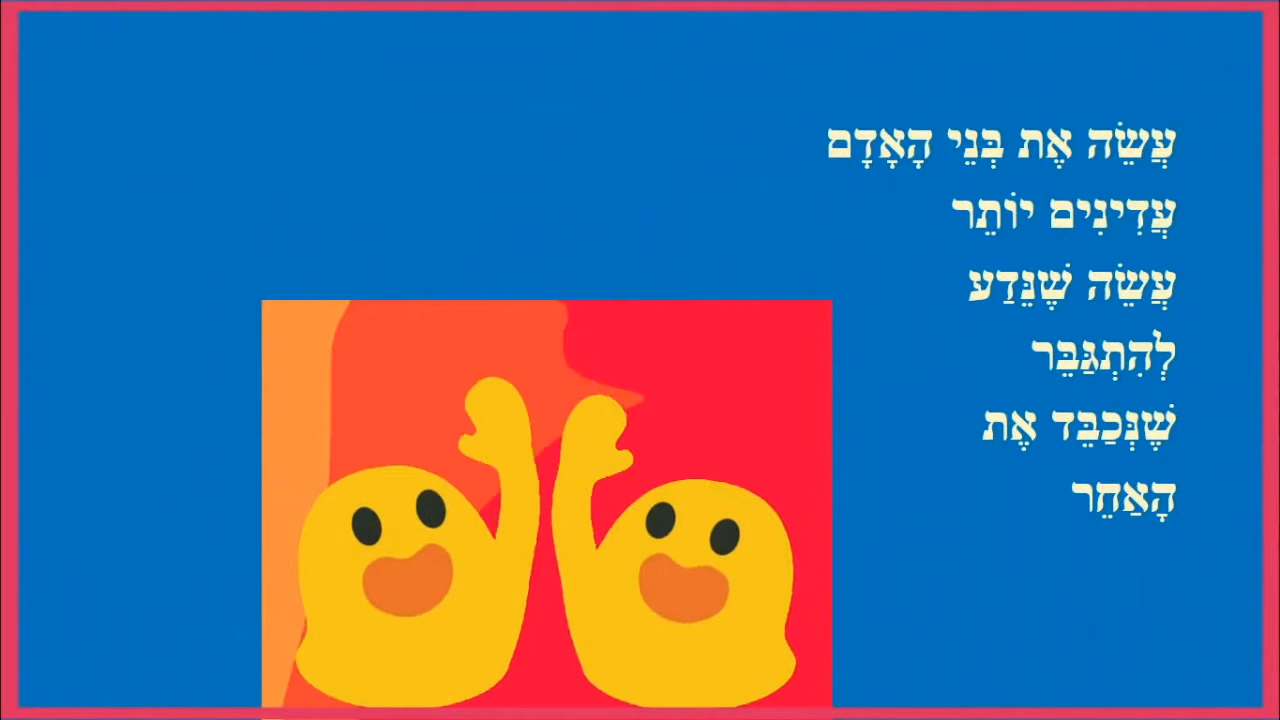 עֲשֵׂה אֶת בְּנֵי הָאָדָם
עֲדִינִים יוֹתֵר
עֲשֵׂה שֶׁנֵּדַע
לְהִתְגַּבֵּר
שֶׁנְּכַבֵּד אֶת
הָאַחֵר